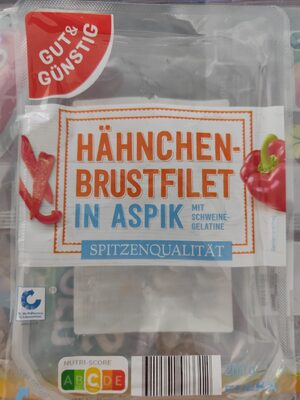 GUT&
GÜNSTIG
HÄHNCHEN-
BRUSTFILET
IN ASPIK
MIT
SCHWEINE-
GELATINE
SPITZENQUALITÄT
NUTRI-SCORE
A B C D E